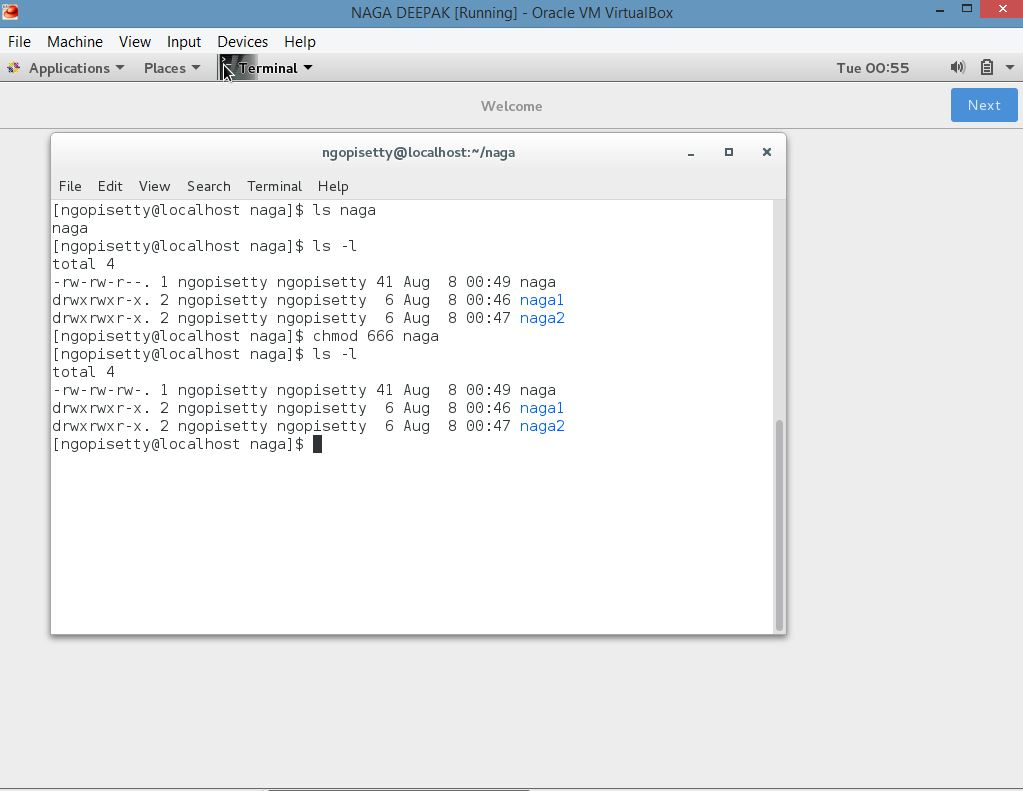 NAGA DEEPAK [Running] - Oracle VM VirtualBox
File Machine View Input Devices Help
Applications Places Terminal Tue 00:55
Welcome
Next
ngopisetty@localhost:~/naga
File Edit View Search Terminal Help
[ngopisetty@localhost naga]$ ls naga
naga
[ngopisetty@localhost naga]$ ls -l
total 4
-rw-rw-r--. 1 ngopisetty ngopisetty 41 Aug  8 00:49 naga
drwxrwxr-x. 2 ngopisetty ngopisetty  6 Aug  8 00:46 naga1
drwxrwxr-x. 2 ngopisetty ngopisetty  6 Aug  8 00:47 naga2
[ngopisetty@localhost naga]$ chmod 666 naga
[ngopisetty@localhost naga]$ ls -l
total 4
-rw-rw-rw-. 1 ngopisetty ngopisetty 41 Aug  8 00:49 naga
drwxrwxr-x. 2 ngopisetty ngopisetty  6 Aug  8 00:46 naga1
drwxrwxr-x. 2 ngopisetty ngopisetty  6 Aug  8 00:47 naga2
[ngopisetty@localhost naga]$